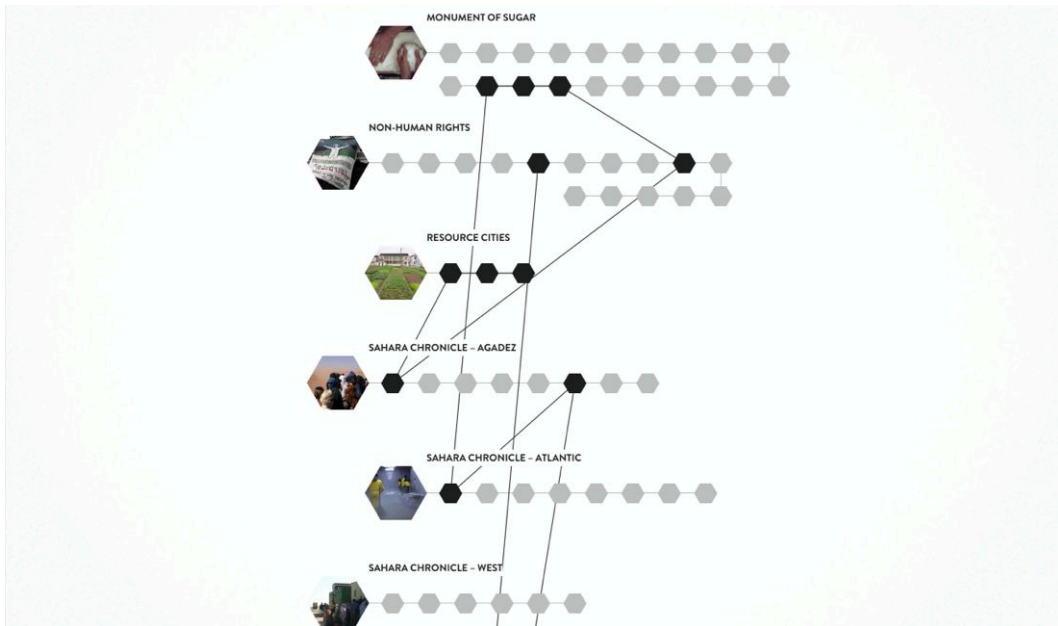 MONUMENT OF SUGAR
NON-HUMAN RIGHTS
RESOURCE CITIES
SAHARA CHRONICLE – AGADEZ
SAHARA CHRONICLE – ATLANTIC
SAHARA CHRONICLE – WEST